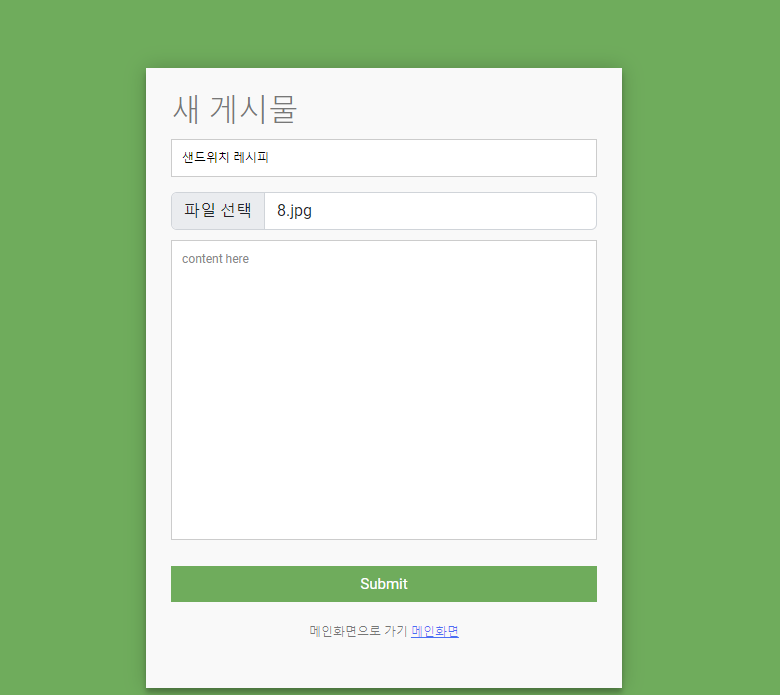 새 게시물
샌드위치 레시피
파일 선택 8.jpg
content here
Submit
메인화면으로 가기 메인화면